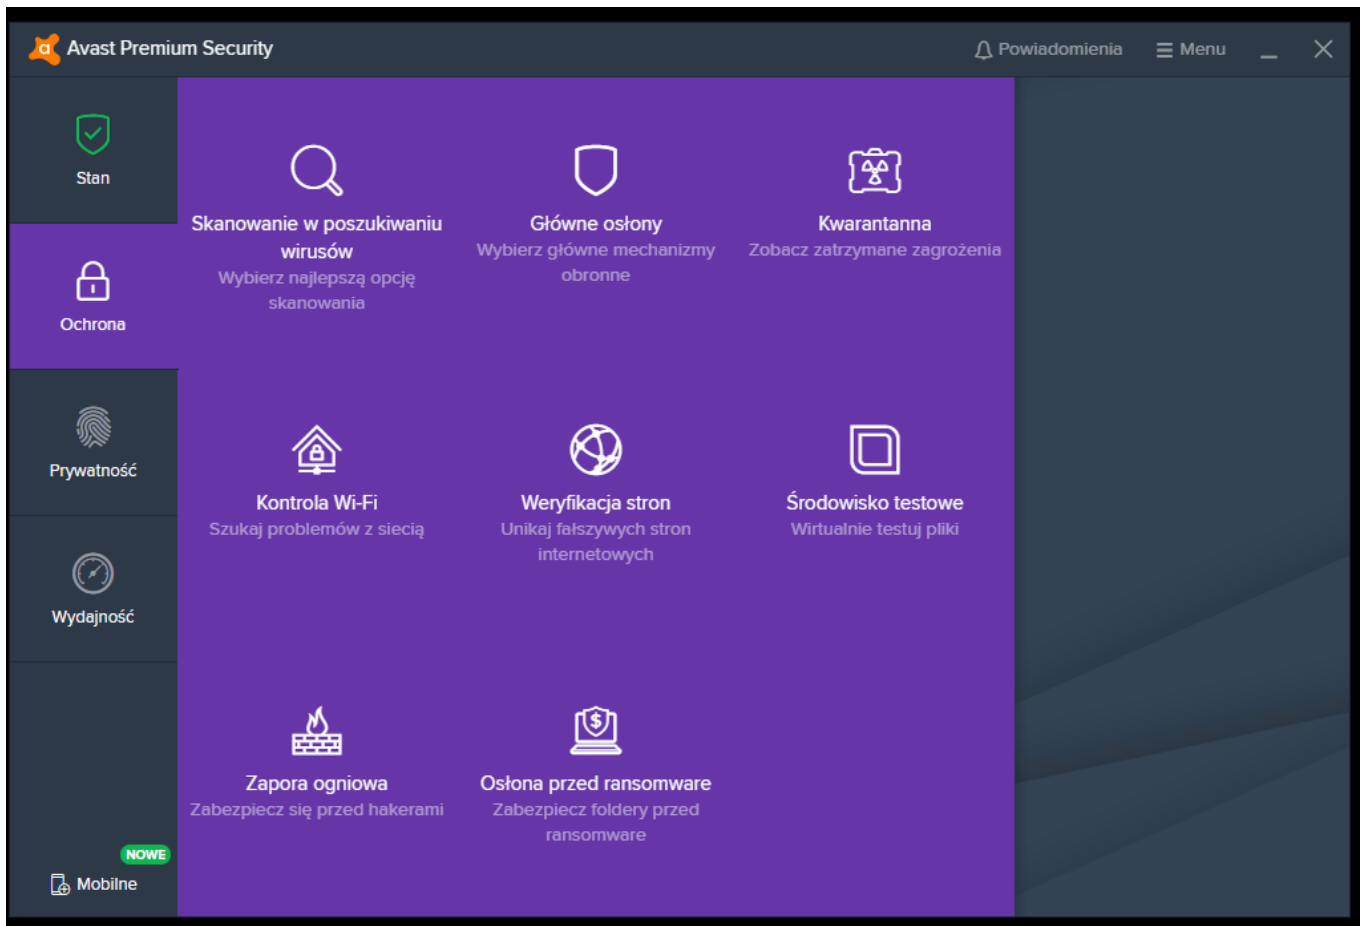 Avast Premium Security
Powiadomienia
Menu
Stan
Ochrona
Prywatność
Wydajność
NOWE
Mobilne
Skanowanie w poszukiwaniu
wirusów
Wybierz najlepszą opcję
skanowania
Główne osłony
Wybierz główne mechanizmy
obronne
Kwarantanna
Zobacz zatrzymane zagrożenia
Kontrola Wi-Fi
Szukaj problemów z siecią
Weryfikacja stron
Unikaj fałszywych stron
internetowych
Środowisko testowe
Wirtualnie testuj pliki
Zapora ogniowa
Zabezpiecz się przed hakerami
Osłona przed ransomware
Zabezpiecz foldery przed
ransomware